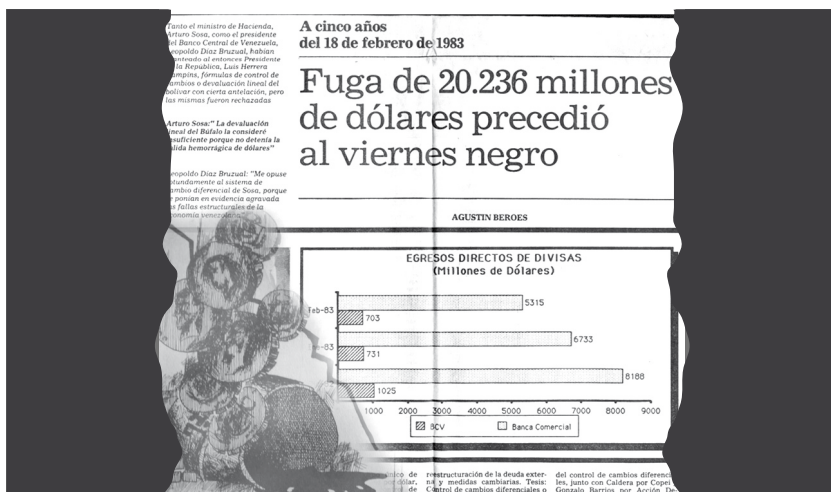 Tanto el ministro de Hacienda,
Arturo Sosa, como el presidente
del Banco Central de Venezuela,
Leopoldo Díaz Bruzual, habían
al entonces Presidente
la República, Luis Herrera
fórmulas de control de
cambios o devaluación lineal del
bolívar con cierta antelación, pero
las mismas fueron rechazadas
Arturo Sosa:" La devaluación
lineal del Búfalo la consideré
insuficiente porque no detenía la
salida hemorrágica de dólares"
Leopoldo Díaz Bruzual: "Me opuse
rotundamente al sistema de
cambio diferencial de Sosa, porque
ponían en evidencia agravada
fallas estructurales de la
economía venezolana
A cinco años
del 18 de febrero de 1983
Fuga de 20.236 millones
de dólares precedió
al viernes negro
AGUSTIN BEROES
EGRESOS DIRECTOS DE DIVISAS
(Millones de Dólares)
Feb-83
5315
703
-83
6733
731
8188
1025
1000 2000 3000 4000 5000 6000 7000 8000 9000
BCV Banca Comercial
de
dólar,
de
reestructuración de la deuda exter-
na y medidas cambiarias. Tesis:
Control de cambios diferenciales o
del control de cambios diferenci
les, junto con Caldera por Copei
Gonzalo Barrios por Acción De